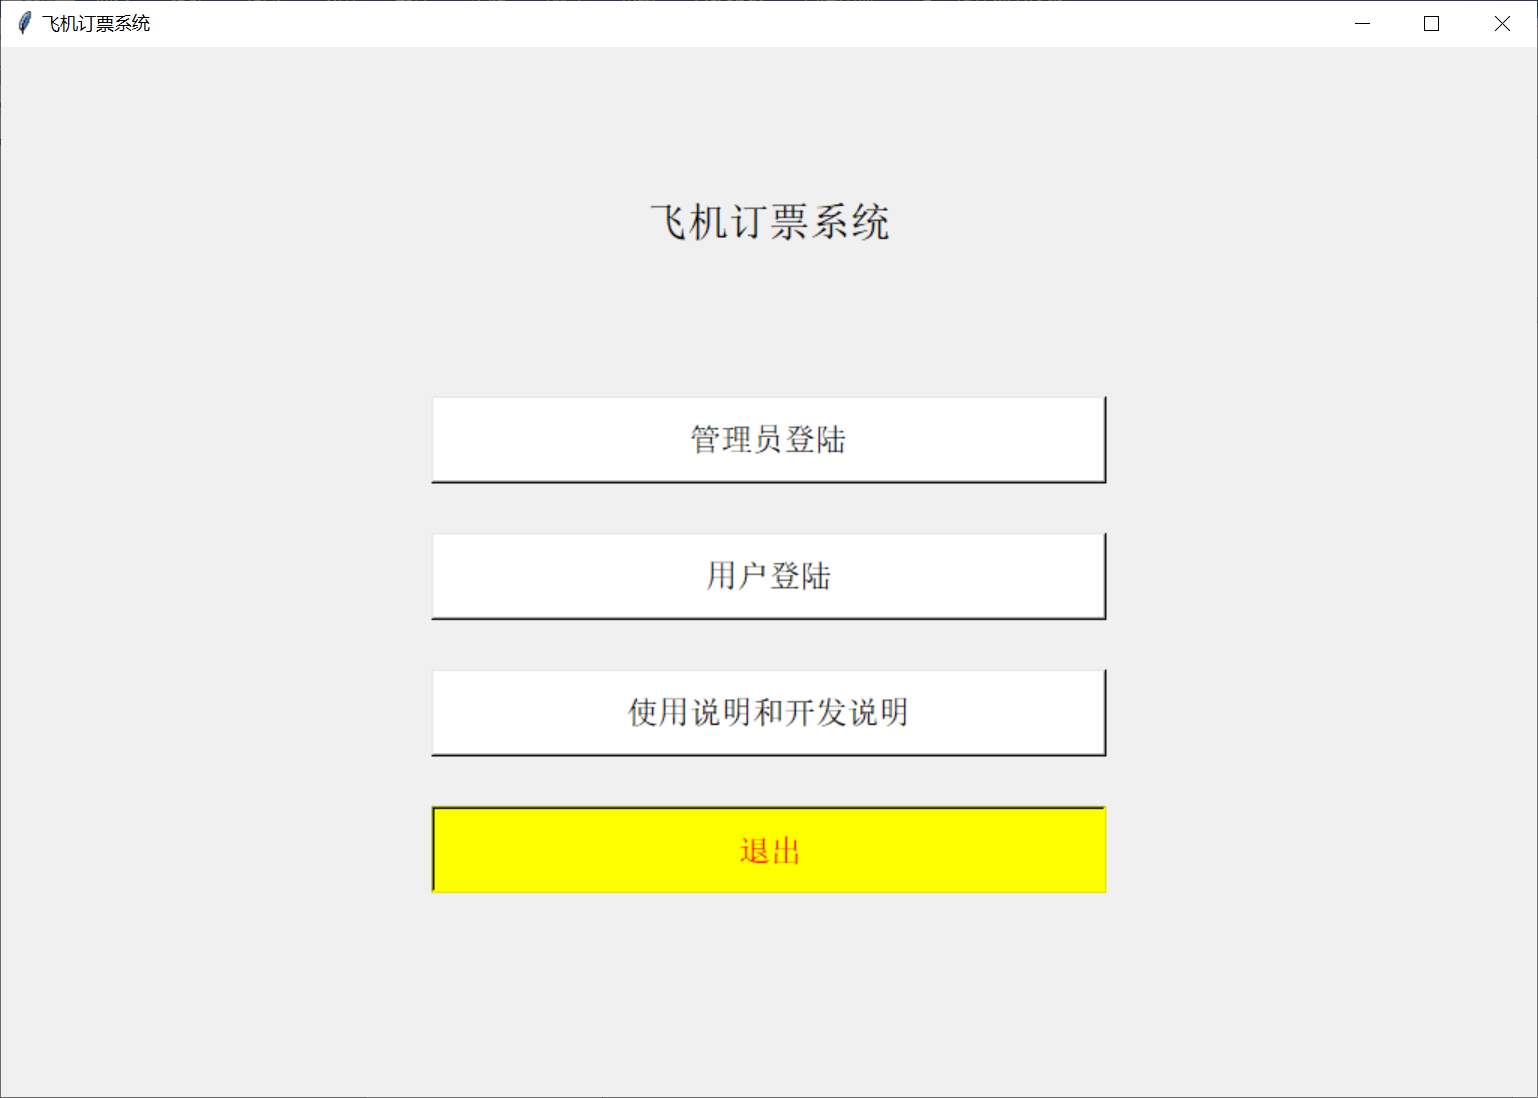 飞机订票系统
飞机订票系统
管理员登陆
用户登陆
使用说明和开发说明
退出